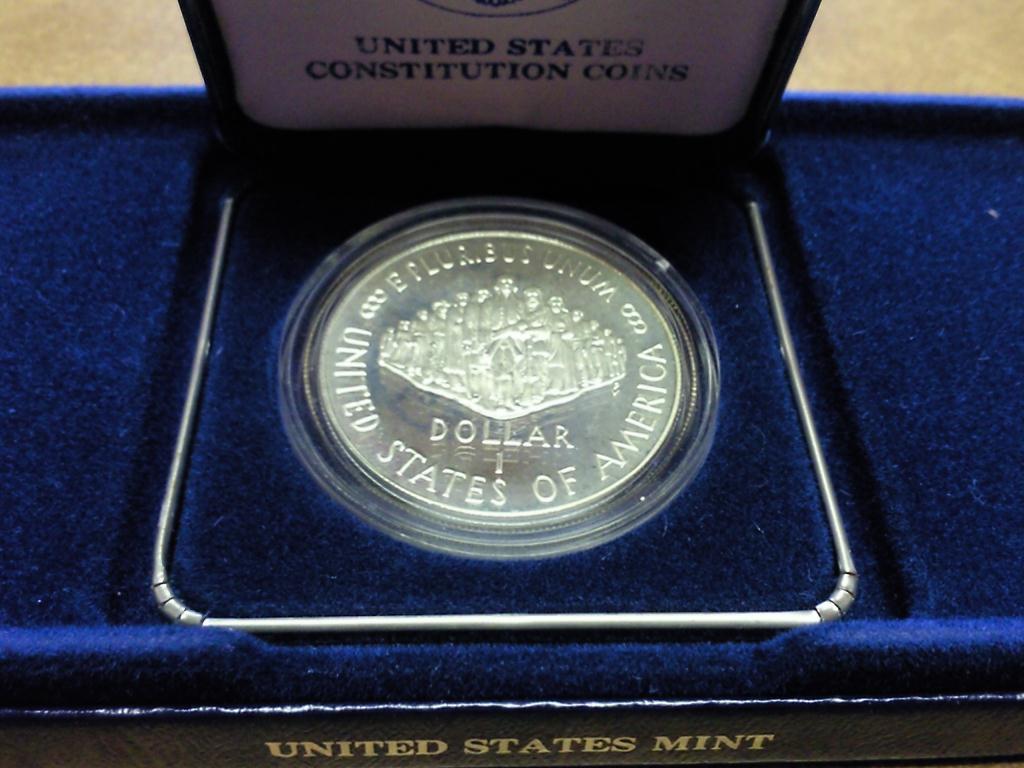 UNITED STATES
CONSTITUTION COINS
E PLURIBUS UNUM
DOLLAR
1
UNITED STATES OF AMERICA
UNITED STATES MINT